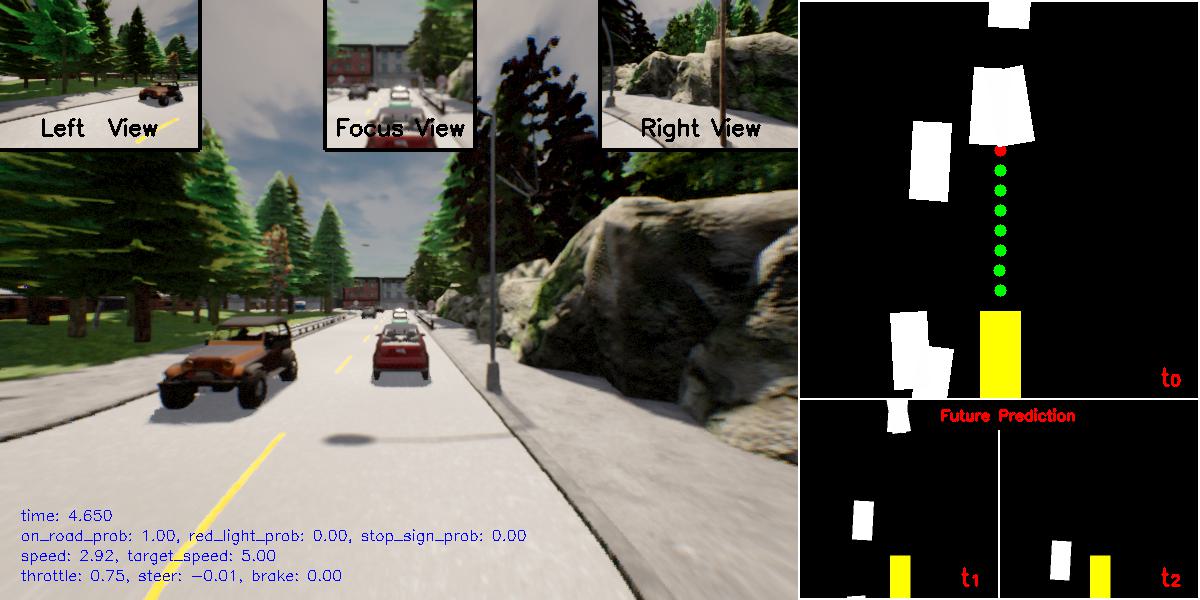 Left View
Focus View
Right View
t0
Future Prediction
t1
t2
time: 4.650
on_road_prob: 1.00, red_light_prob: 0.00, stop_sign_prob: 0.00
speed: 2.92, target_speed: 5.00
throttle: 0.75, steer: -0.01, brake: 0.00